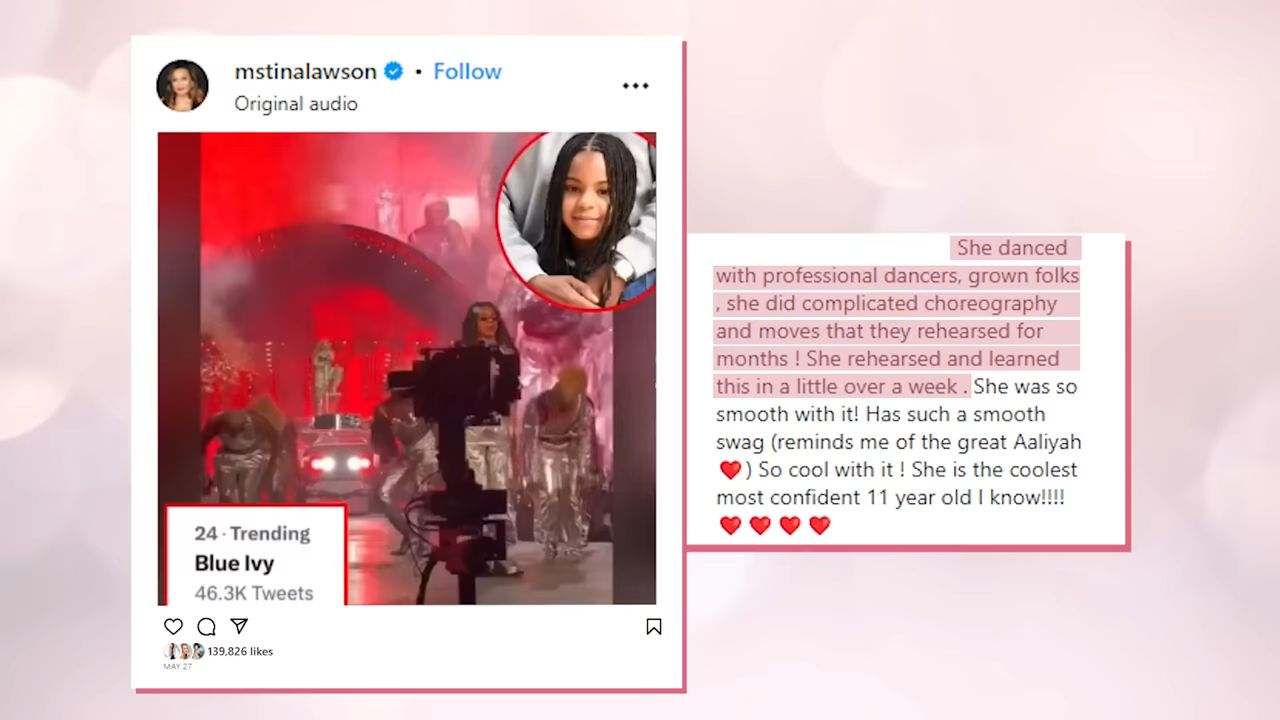 mstinalawson • Follow
Original audio
24 · Trending
Blue Ivy
46.3K Tweets
139,826 likes
MAY 27
She danced
with professional dancers, grown folks
, she did complicated choreography
and moves that they rehearsed for
months ! She rehearsed and learned
this in a little over a week . She was so
smooth with it! Has such a smooth
swag (reminds me of the great Aaliyah
❤️) So cool with it ! She is the coolest
most confident 11 year old I know!!!!
❤️ ❤️ ❤️ ❤️